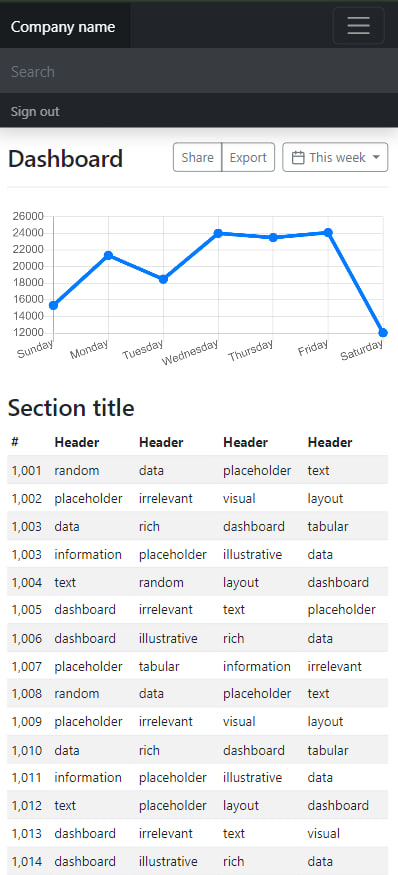 Company name
Search
Sign out
Dashboard Share Export This week
26000
24000
22000
20000
18000
16000
14000
12000
Sunday Monday Tuesday Wednesday Thursday Friday Saturday
Section title
# Header Header Header Header
1,001 random data placeholder text
1,002 placeholder irrelevant visual layout
1,003 data rich dashboard tabular
1,003 information placeholder illustrative data
1,004 text random layout dashboard
1,005 dashboard irrelevant text placeholder
1,006 dashboard illustrative rich data
1,007 placeholder tabular information irrelevant
1,008 random data placeholder text
1,009 placeholder irrelevant visual layout
1,010 data rich dashboard tabular
1,011 information placeholder illustrative data
1,012 text placeholder layout dashboard
1,013 dashboard irrelevant text visual
1,014 dashboard illustrative rich data